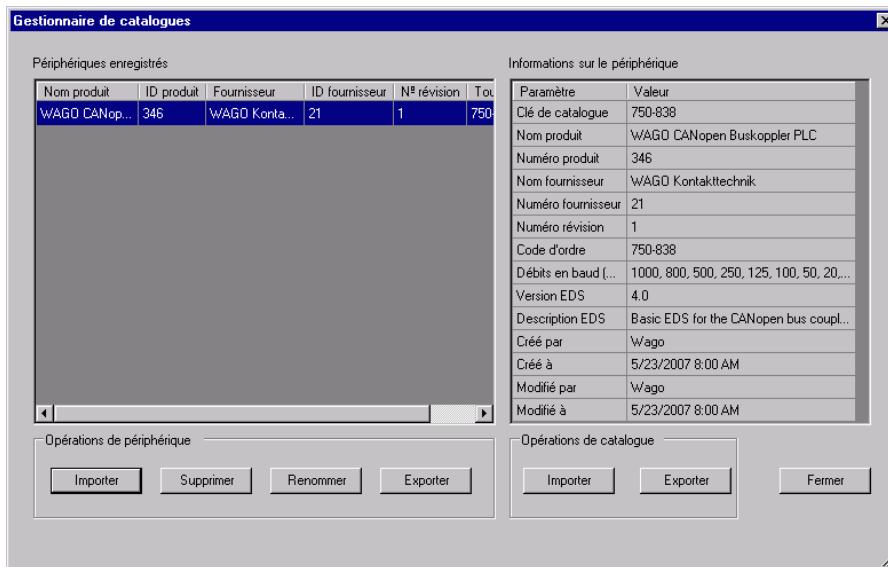 Gestionnaire de catalogues
Périphériques enregistrés
Nom produit ID produit Fournisseur ID fournisseur Nº révision Tou
WAGO CANop... 346 WAGO Konta... 21 1 750-
Informations sur le périphérique
Paramètre Valeur
Clé de catalogue 750-838
Nom produit WAGO CANopen Buskoppler PLC
Numéro produit 346
Nom fournisseur WAGO Kontakttechnik
Numéro fournisseur 21
Numéro révision 1
Code d'ordre 750-838
Débits en baud (... 1000, 800, 500, 250, 125, 100, 50, 20,...
Version EDS 4.0
Description EDS Basic EDS for the CANopen bus coupl...
Créé par Wago
Créé à 5/23/2007 8:00 AM
Modifié par Wago
Modifié à 5/23/2007 8:00 AM
Opérations de périphérique
Importer Supprimer Renommer Exporter
Opérations de catalogue
Importer Exporter
Fermer